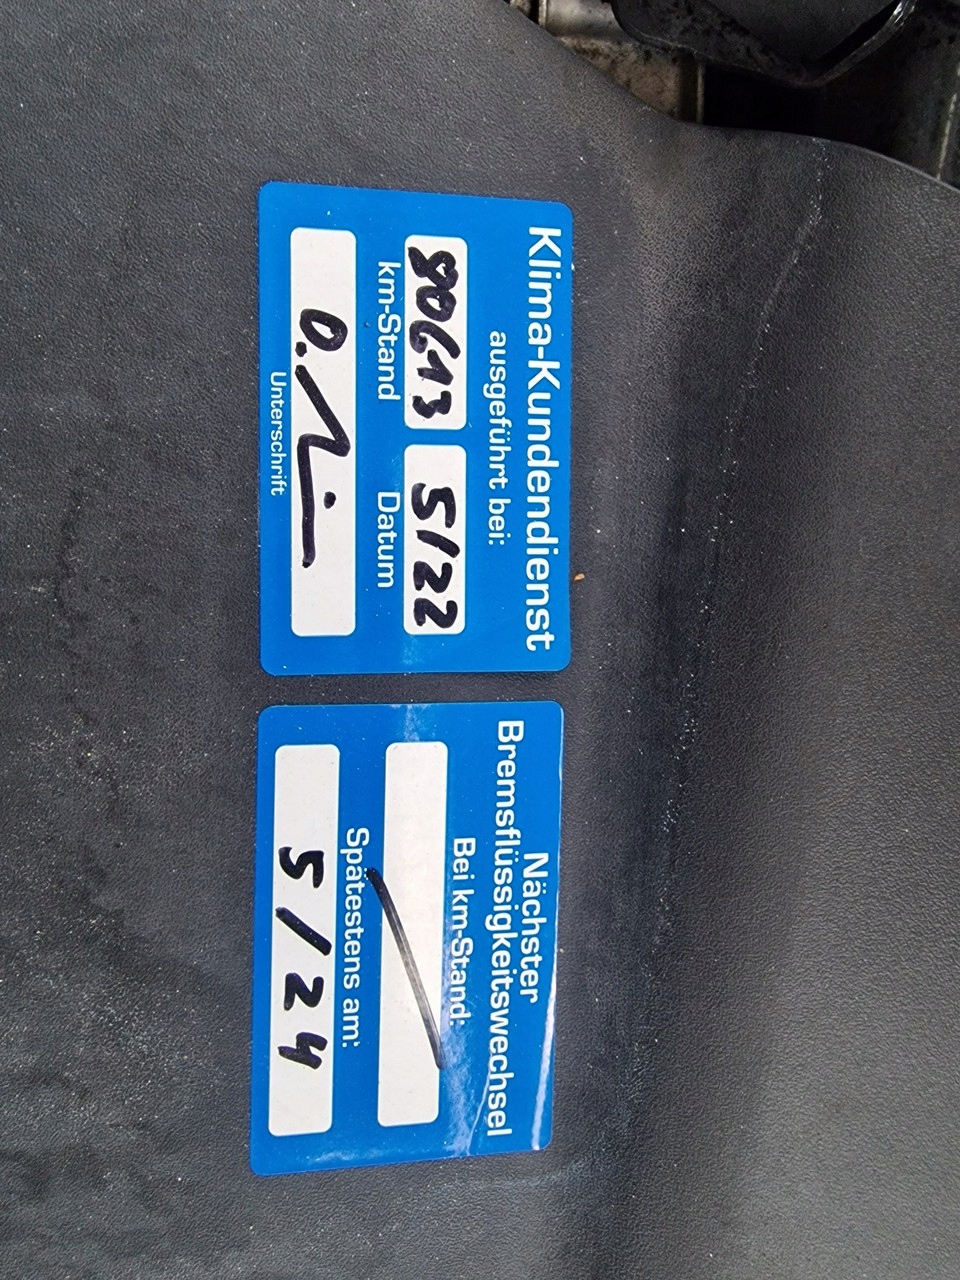 Klima-Kundendienst
ausgeführt bei:
80613 5/22
km-Stand Datum
Unterschrift
Nächster
Bremsflüssigkeitswechsel
Bei km-Stand:
Spätestens am:
5/24